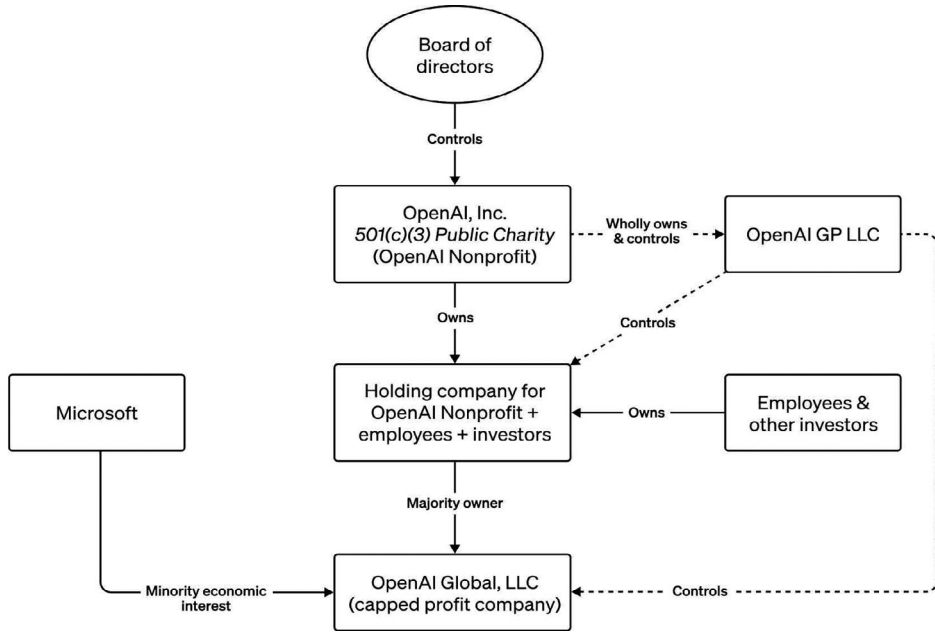 Board of
directors
Controls
OpenAI, Inc.
501(c)(3) Public Charity
(OpenAI Nonprofit)
Wholly owns
& controls
OpenAI GP LLC
Owns
Controls
Microsoft
Holding company for
OpenAI Nonprofit +
employees + investors
Owns
Employees &
other investors
Majority owner
Minority economic
interest
OpenAI Global, LLC
(capped profit company)
Controls